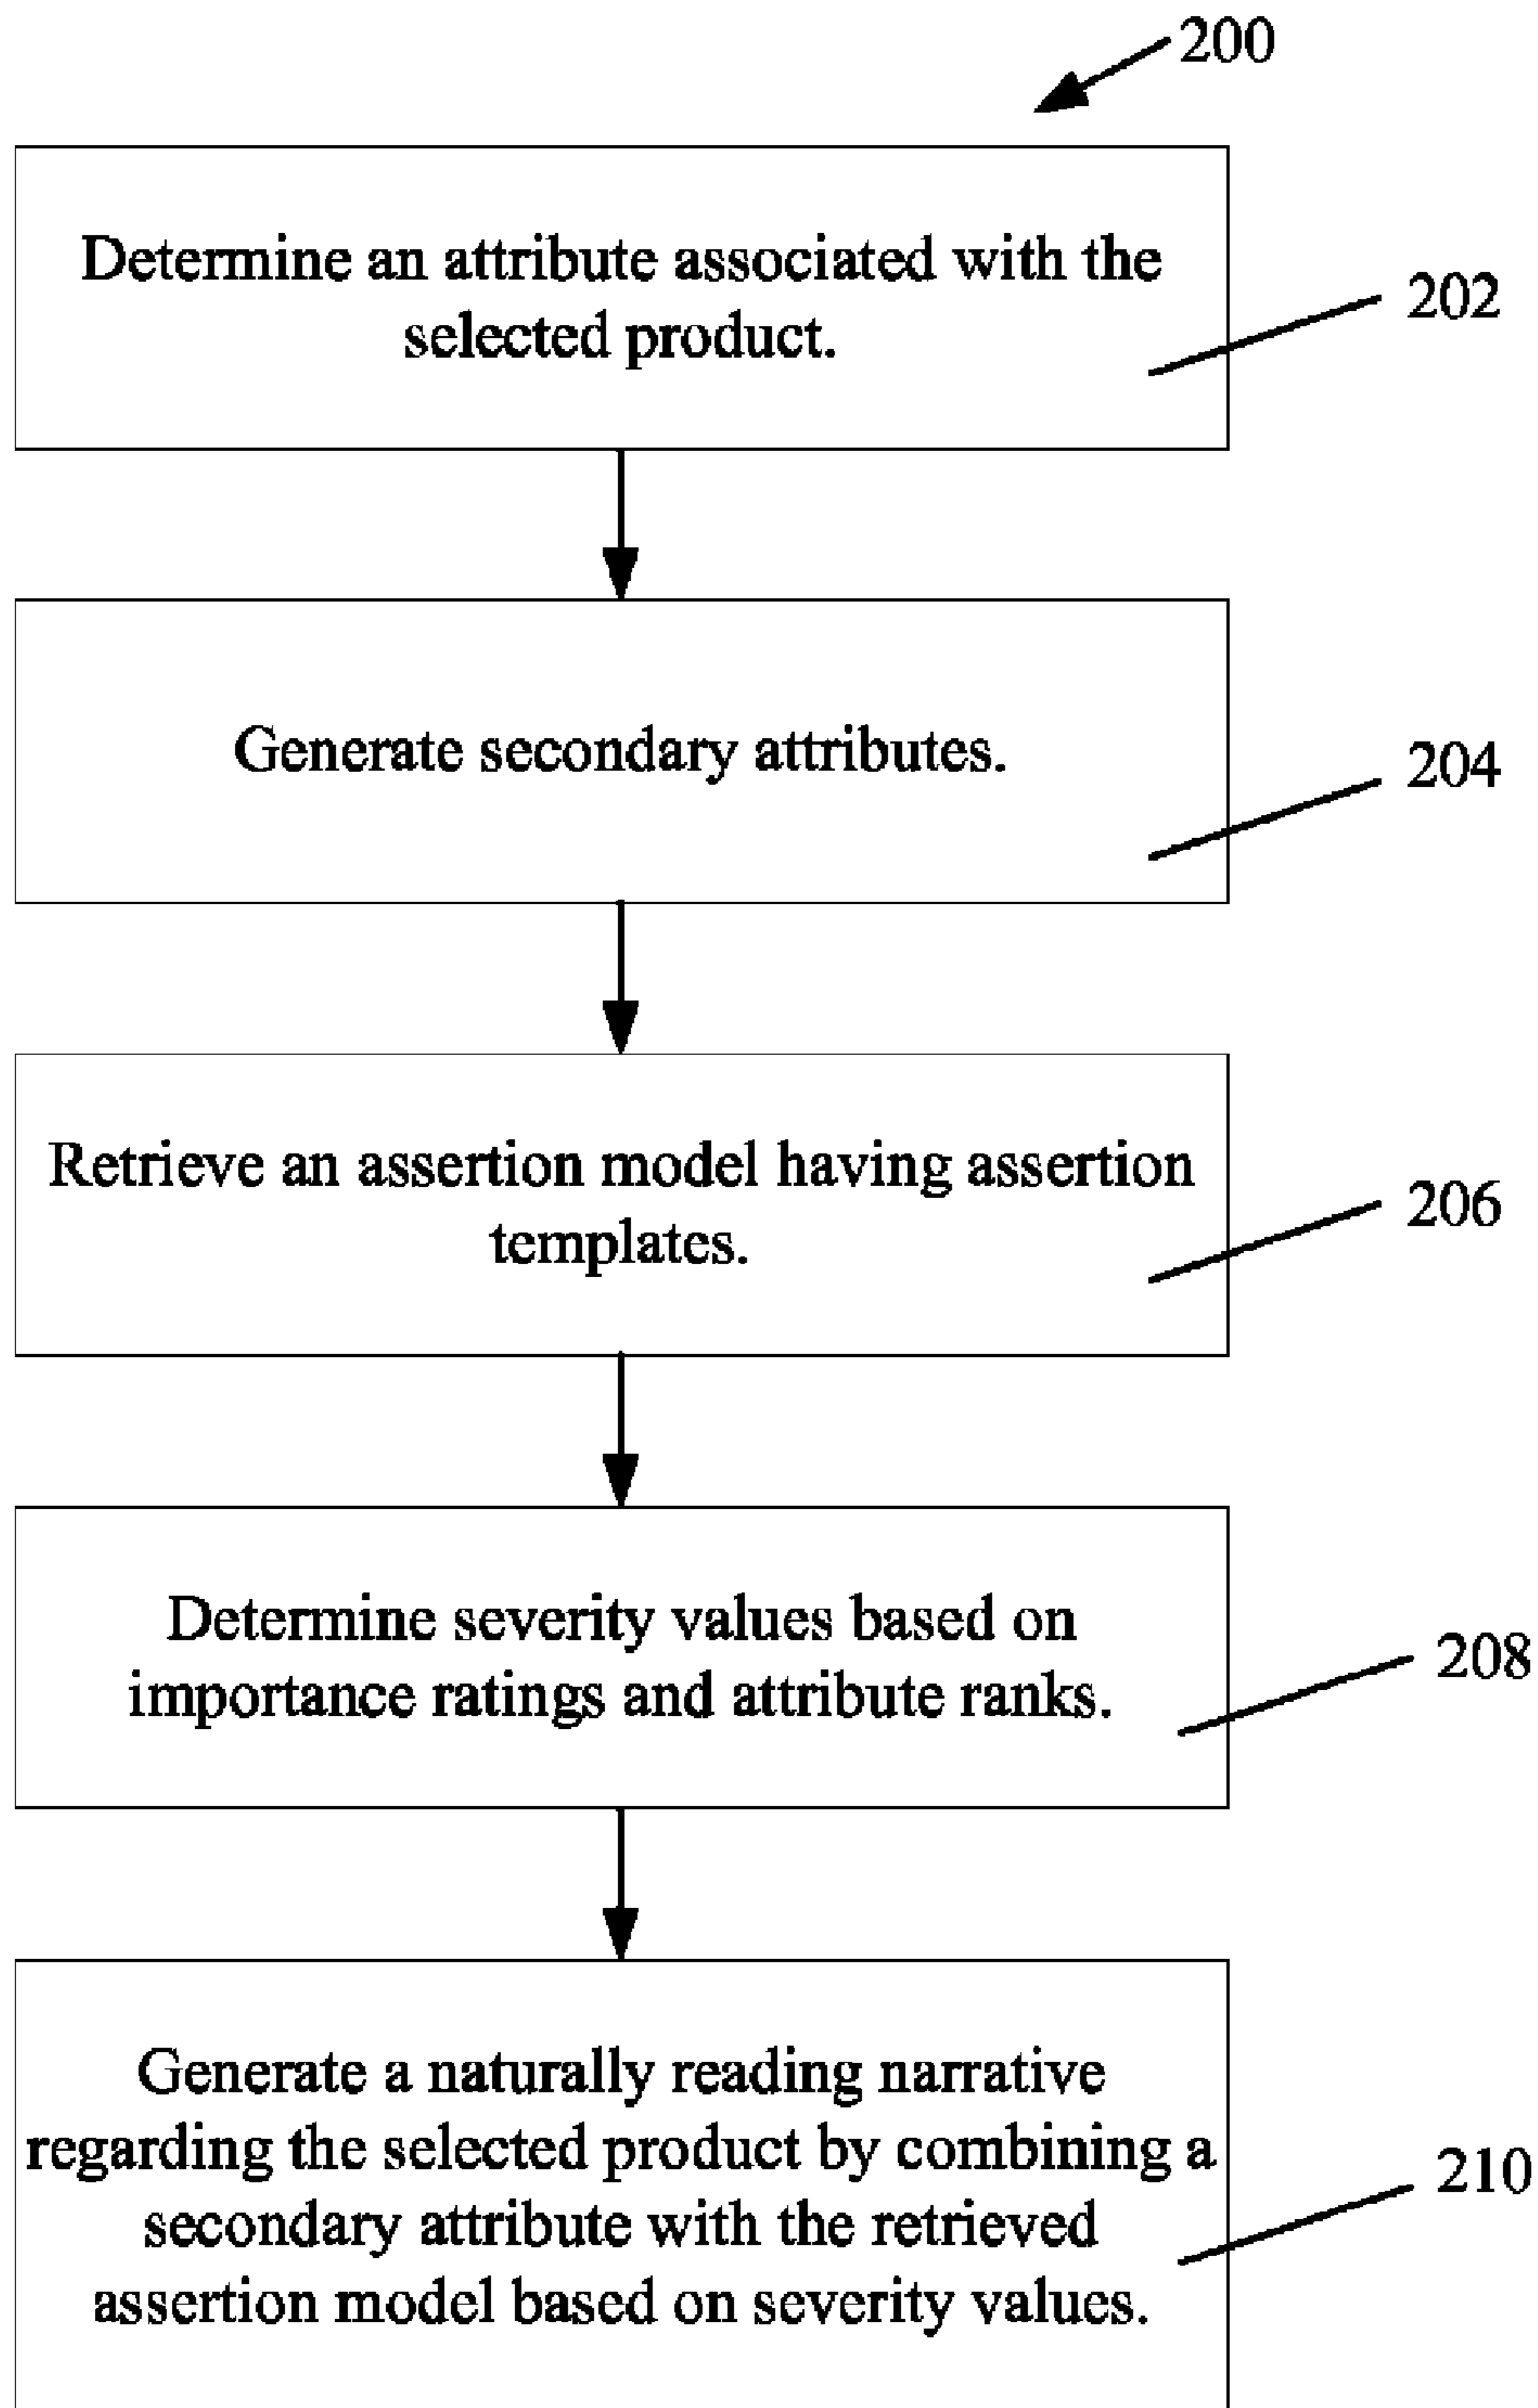 200
Determine an attribute associated with the
selected product.
202
Generate secondary attributes.
204
Retrieve an assertion model having assertion
templates.
206
Determine severity values based on
importance ratings and attribute ranks.
208
Generate a naturally reading narrative
regarding the selected product by combining a
secondary attribute with the retrieved
assertion model based on severity values.
210